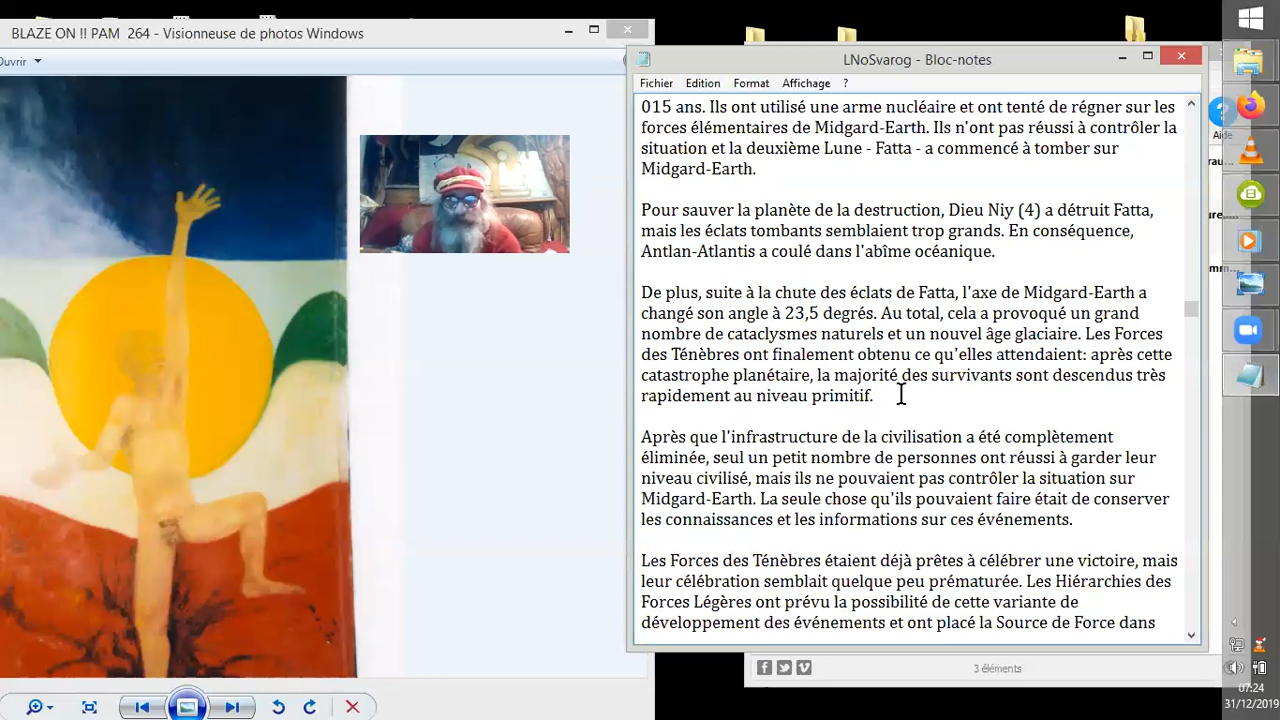 BLAZE ON !! PAM 264 - Visionneuse de photos Windows
Ouvrir
LNoSvarog - Bloc-notes
Fichier Edition Format Affichage ?
015 ans. Ils ont utilisé une arme nucléaire et ont tenté de régner sur les
forces élémentaires de Midgard-Earth. Ils n'ont pas réussi à contrôler la
situation et la deuxième Lune - Fatta - a commencé à tomber sur
Midgard-Earth.
Pour sauver la planète de la destruction, Dieu Niy (4) a détruit Fatta,
mais les éclats tombants semblaient trop grands. En conséquence,
Antlan-Atlantis a coulé dans l'abîme océanique.
De plus, suite à la chute des éclats de Fatta, l'axe de Midgard-Earth a
changé son angle à 23,5 degrés. Au total, cela a provoqué un grand
nombre de cataclysmes naturels et un nouvel âge glaciaire. Les Forces
des Ténèbres ont finalement obtenu ce qu'elles attendaient: après cette
catastrophe planétaire, la majorité des survivants sont descendus très
rapidement au niveau primitif.
Après que l'infrastructure de la civilisation a été complètement
éliminée, seul un petit nombre de personnes ont réussi à garder leur
niveau civilisé, mais ils ne pouvaient pas contrôler la situation sur
Midgard-Earth. La seule chose qu'ils pouvaient faire était de conserver
les connaissances et les informations sur ces événements.
Les Forces des Ténèbres étaient déjà prêtes à célébrer une victoire, mais
leur célébration semblait quelque peu prématurée. Les Hiérarchies des
Forces Légères ont prévu la possibilité de cette variante de
développement des événements et ont placé la Source de Force dans
3 éléments
Aide
07:24
31/12/2019